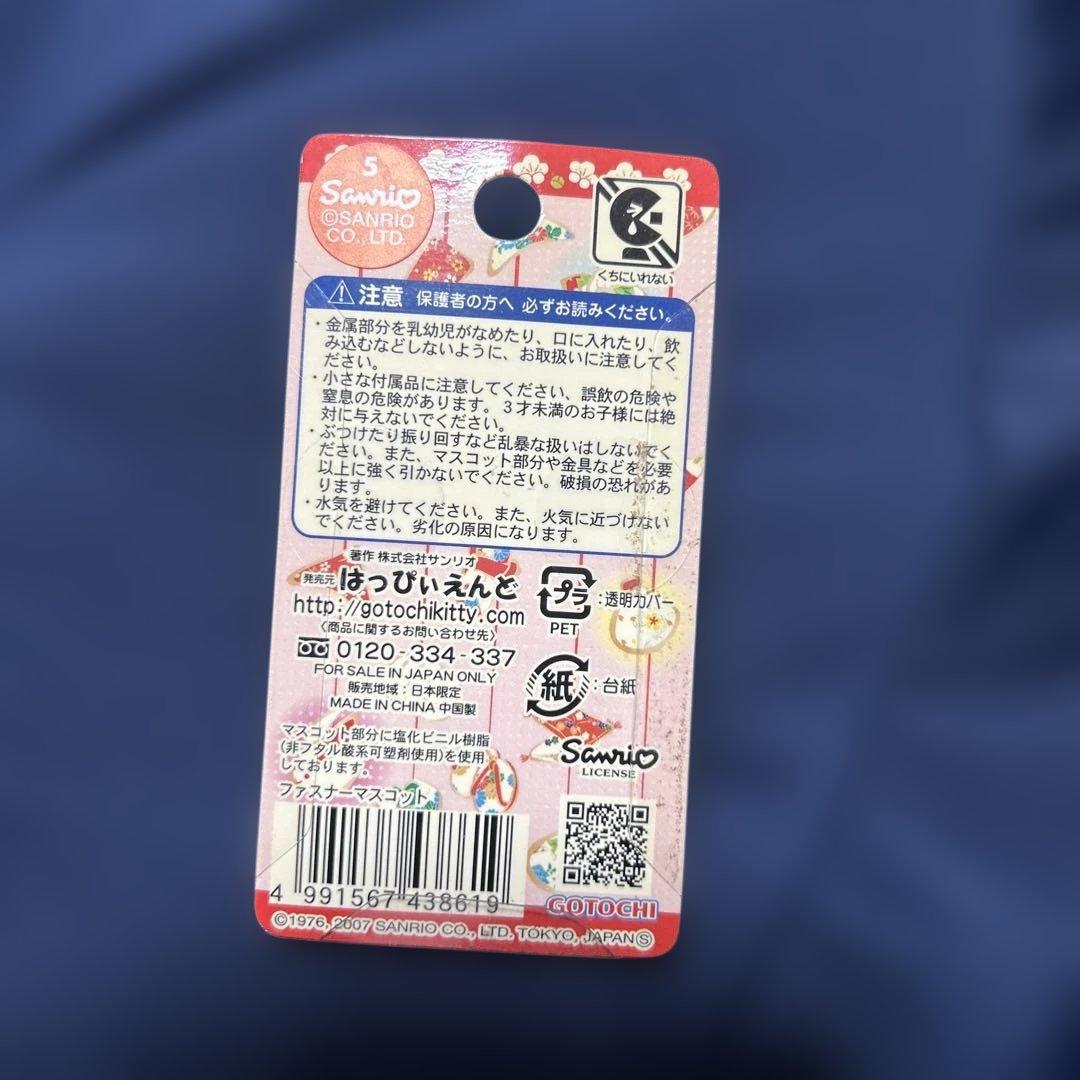 5
Sanrio
©SANRIO
CO., LTD.
くちにいれない
注意 保護者の方へ 必ずお読みください。
・金属部分を乳幼児がなめたり、口に入れたり、飲
み込むなどしないように、お取扱いに注意してく
ださい。
・小さな付属品に注意してください、誤飲の危険や
窒息の危険があります。3才未満のお子様には絶
対に与えないでください。
・ぶつけたり振り回すなど乱暴な扱いはしないでく
ださい。また、マスコット部分や金具などを必要
以上に強く引かないでください。破損の恐れがあ
ります。
・水気を避けてください。また、火気に近づけない
でください。劣化の原因になります。
著作 株式会社サンリオ
発売元 はっぴぃえんど
http://gotochikitty.com
〈商品に関するお問い合わせ先〉
0120-334-337
FOR SALE IN JAPAN ONLY
販売地域：日本限定
MADE IN CHINA 中国製
プラ：透明カバー
PET
紙：台紙
マスコット部分に塩化ビニル樹脂
(非フタル酸系可塑剤使用)を使用
しております。
Sanrio
LICENSE
ファスナーマスコット
4 991567 438619
GOTOCHI
©1976, 2007 SANRIO CO., LTD. TOKYO, JAPAN Ⓢ